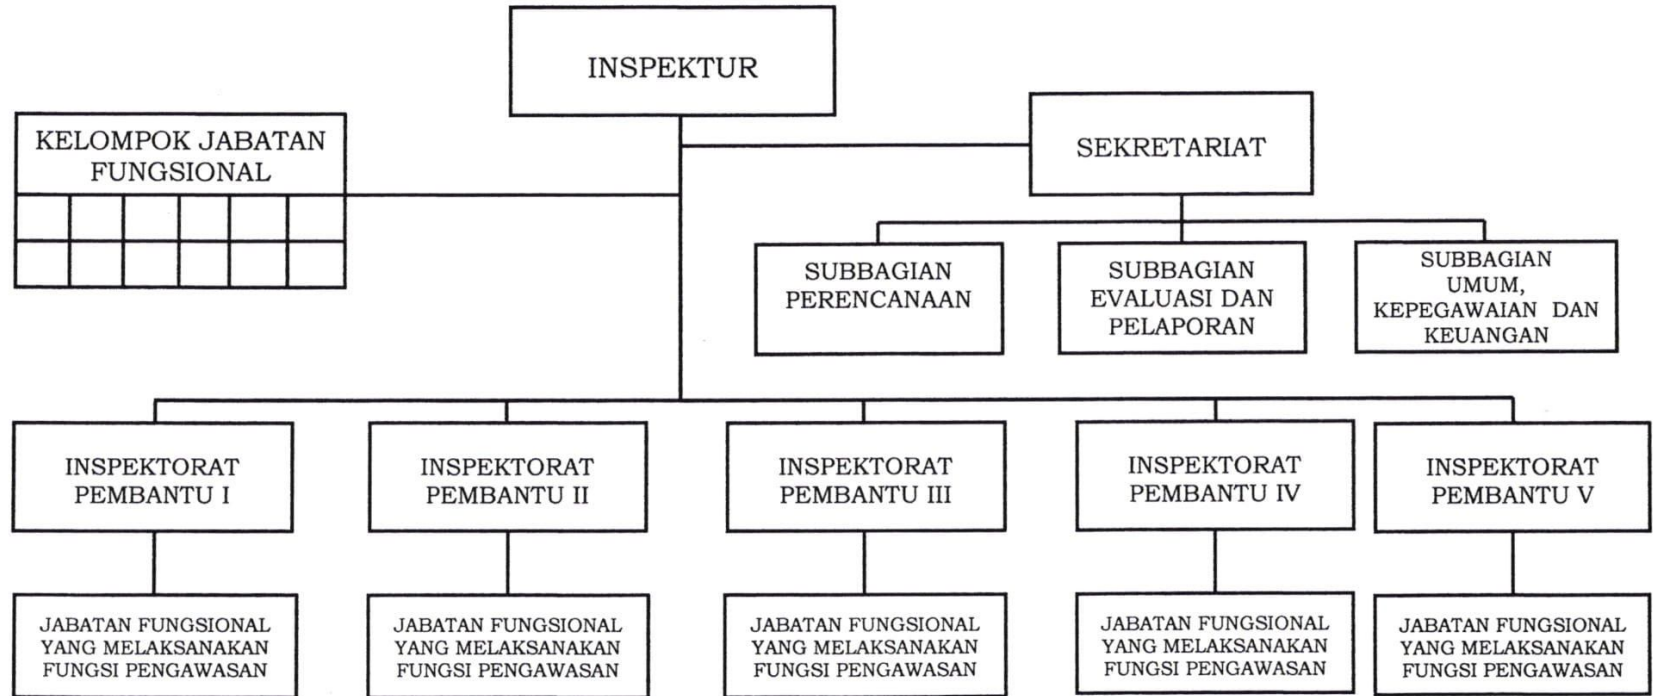 INSPEKTUR
KELOMPOK JABATAN
FUNGSIONAL
SEKRETARIAT
SUBBAGIAN
PERENCANAAN
SUBBAGIAN
EVALUASI DAN
PELAPORAN
SUBBAGIAN
UMUM,
KEPEGAWAIAN DAN
KEUANGAN
INSPEKTORAT
PEMBANTU I
INSPEKTORAT
PEMBANTU II
INSPEKTORAT
PEMBANTU III
INSPEKTORAT
PEMBANTU IV
INSPEKTORAT
PEMBANTU V
JABATAN FUNGSIONAL
YANG MELAKSANAKAN
FUNGSI PENGAWASAN
JABATAN FUNGSIONAL
YANG MELAKSANAKAN
FUNGSI PENGAWASAN
JABATAN FUNGSIONAL
YANG MELAKSANAKAN
FUNGSI PENGAWASAN
JABATAN FUNGSIONAL
YANG MELAKSANAKAN
FUNGSI PENGAWASAN
JABATAN FUNGSIONAL
YANG MELAKSANAKAN
FUNGSI PENGAWASAN